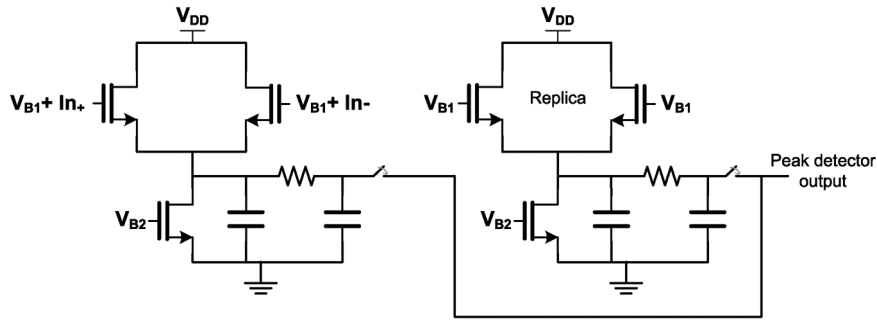 VDD
VDD
VB1+ In+
VB1+ In-
VB1
Replica
VB1
Peak detector
output
VB2
VB2